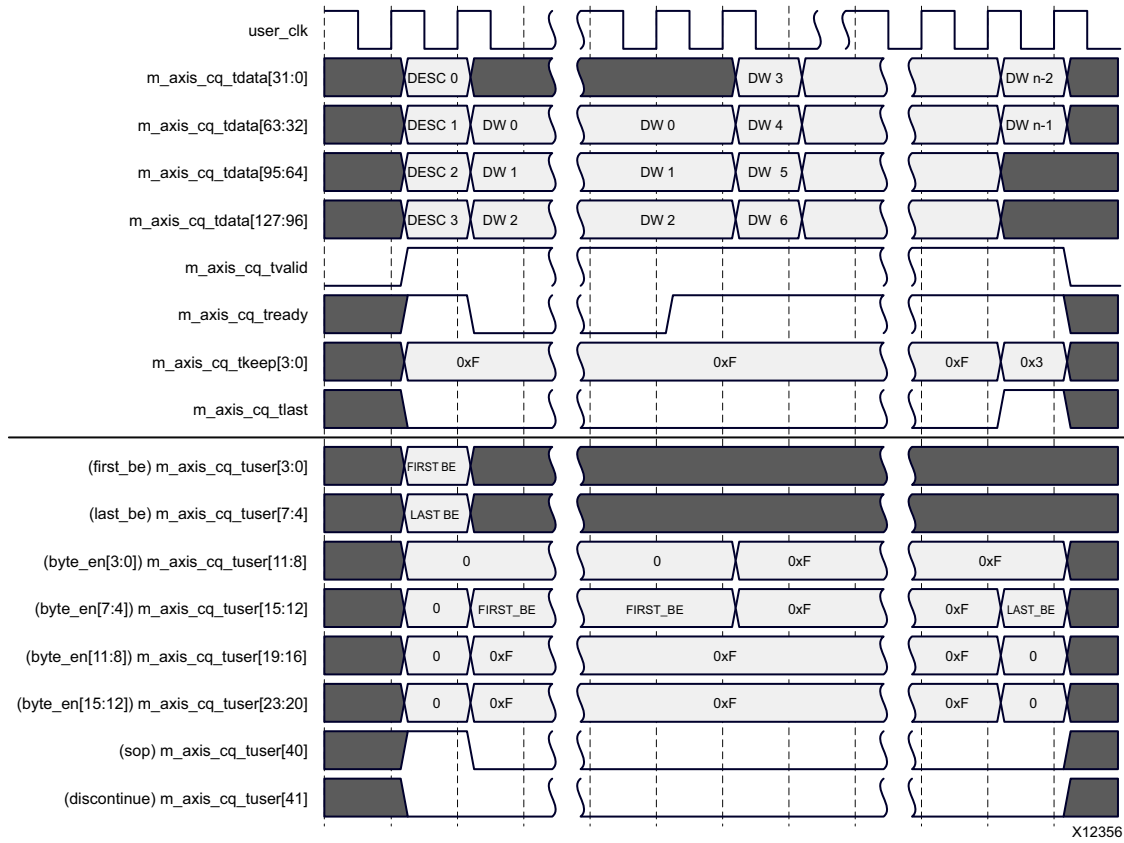 user_clk
m_axis_cq_tdata[31:0] DESC 0 DW 3 DW n-2
m_axis_cq_tdata[63:32] DESC 1 DW 0 DW 0 DW 4 DW n-1
m_axis_cq_tdata[95:64] DESC 2 DW 1 DW 1 DW 5
m_axis_cq_tdata[127:96] DESC 3 DW 2 DW 2 DW 6
m_axis_cq_tvalid
m_axis_cq_tready
m_axis_cq_tkeep[3:0] 0xF 0xF 0xF 0x3
m_axis_cq_tlast
(first_be) m_axis_cq_tuser[3:0] FIRST BE
(last_be) m_axis_cq_tuser[7:4] LAST BE
(byte_en[3:0]) m_axis_cq_tuser[11:8] 0 0 0xF 0xF
(byte_en[7:4]) m_axis_cq_tuser[15:12] 0 FIRST_BE FIRST_BE 0xF 0xF LAST_BE
(byte_en[11:8]) m_axis_cq_tuser[19:16] 0 0xF 0xF 0xF 0
(byte_en[15:12]) m_axis_cq_tuser[23:20] 0 0xF 0xF 0xF 0
(sop) m_axis_cq_tuser[40]
(discontinue) m_axis_cq_tuser[41]
X12356